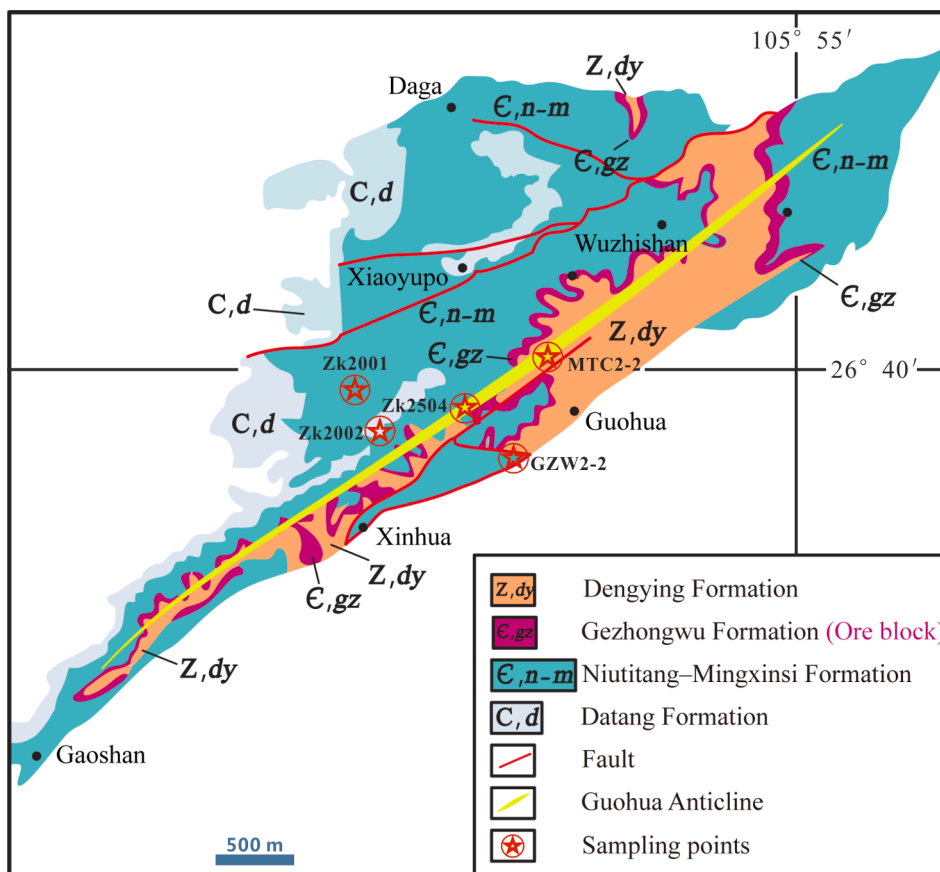 105° 55′
Z,dy
Daga
Є,n-m
Є,gz
Є,n-m
C,d
Wuzhishan
Xiaoyupo
Є,gz
C,d
Є,n-m
Z,dy
Є,gz
Zk2001
MTC2-2
26° 40′
C,d
Zk2504
Guohua
Zk2002
GZW2-2
Xinhua
Z,dy
Є,gz
Z,dy
Gaoshan
500 m
Z,dy Dengying Formation
Є,gz Gezhongwu Formation (Ore block)
Є,n-m Niutitang–Mingxinsi Formation
C,d Datang Formation
Fault
Guohua Anticline
Sampling points